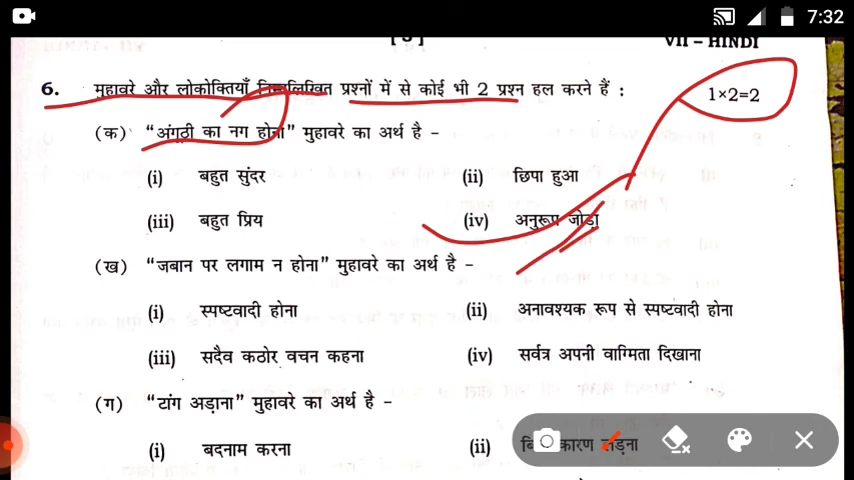 7:32
[3]
VII – HINDI
6. मुहावरे और लोकोक्तियाँ निम्नलिखित प्रश्नों में से कोई भी 2 प्रश्न हल करने हैं : 1×2=2
(क) "अंगूठी का नग होना" मुहावरे का अर्थ है -
(i) बहुत सुंदर (ii) छिपा हुआ
(iii) बहुत प्रिय (iv) अनुरूप जोड़ा
(ख) "जबान पर लगाम न होना" मुहावरे का अर्थ है -
(i) स्पष्टवादी होना (ii) अनावश्यक रूप से स्पष्टवादी होना
(iii) सदैव कठोर वचन कहना (iv) सर्वत्र अपनी वाग्मिता दिखाना
(ग) "टांग अड़ाना" मुहावरे का अर्थ है -
(i) बदनाम करना (ii) कारण